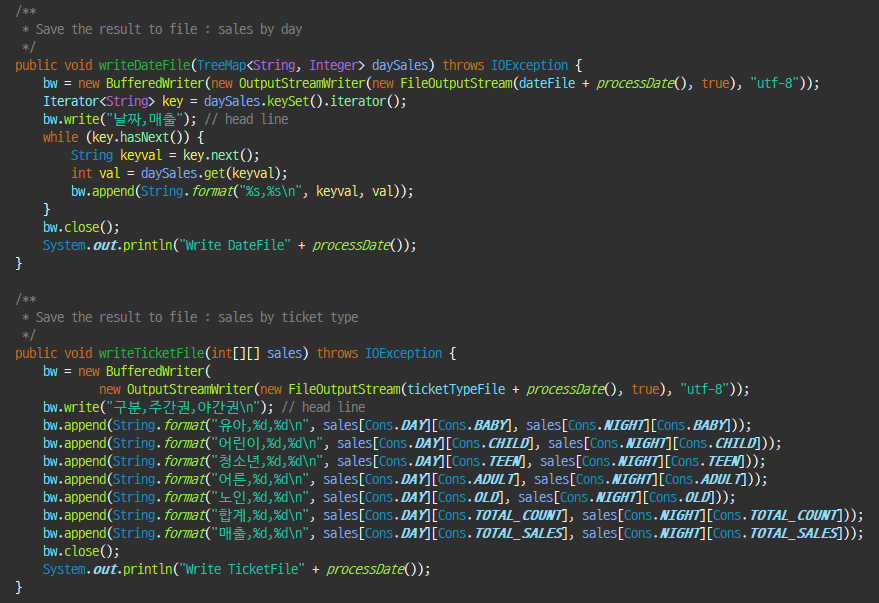 /**
 * Save the result to file : sales by day
 */
public void writeDateFile(TreeMap<String, Integer> daySales) throws IOException {
    bw = new BufferedWriter(new OutputStreamWriter(new FileOutputStream(dateFile + processDate(), true), "utf-8"));
    Iterator<String> key = daySales.keySet().iterator();
    bw.write("날짜,매출"); // head line
    while (key.hasNext()) {
        String keyval = key.next();
        int val = daySales.get(keyval);
        bw.append(String.format("%s,%s\n", keyval, val));
    }
    bw.close();
    System.out.println("Write DateFile" + processDate());
}
/**
 * Save the result to file : sales by ticket type
 */
public void writeTicketFile(int[][] sales) throws IOException {
    bw = new BufferedWriter(
            new OutputStreamWriter(new FileOutputStream(ticketTypeFile + processDate(), true), "utf-8"));
    bw.write("구분,주간권,야간권\n"); // head line
    bw.append(String.format("유아,%d,%d\n", sales[Cons.DAY][Cons.BABY], sales[Cons.NIGHT][Cons.BABY]));
    bw.append(String.format("어린이,%d,%d\n", sales[Cons.DAY][Cons.CHILD], sales[Cons.NIGHT][Cons.CHILD]));
    bw.append(String.format("청소년,%d,%d\n", sales[Cons.DAY][Cons.TEEN], sales[Cons.NIGHT][Cons.TEEN]));
    bw.append(String.format("어른,%d,%d\n", sales[Cons.DAY][Cons.ADULT], sales[Cons.NIGHT][Cons.ADULT]));
    bw.append(String.format("노인,%d,%d\n", sales[Cons.DAY][Cons.OLD], sales[Cons.NIGHT][Cons.OLD]));
    bw.append(String.format("합계,%d,%d\n", sales[Cons.DAY][Cons.TOTAL_COUNT], sales[Cons.NIGHT][Cons.TOTAL_COUNT]));
    bw.append(String.format("매출,%d,%d\n", sales[Cons.DAY][Cons.TOTAL_SALES], sales[Cons.NIGHT][Cons.TOTAL_SALES]));
    bw.close();
    System.out.println("Write TicketFile" + processDate());
}